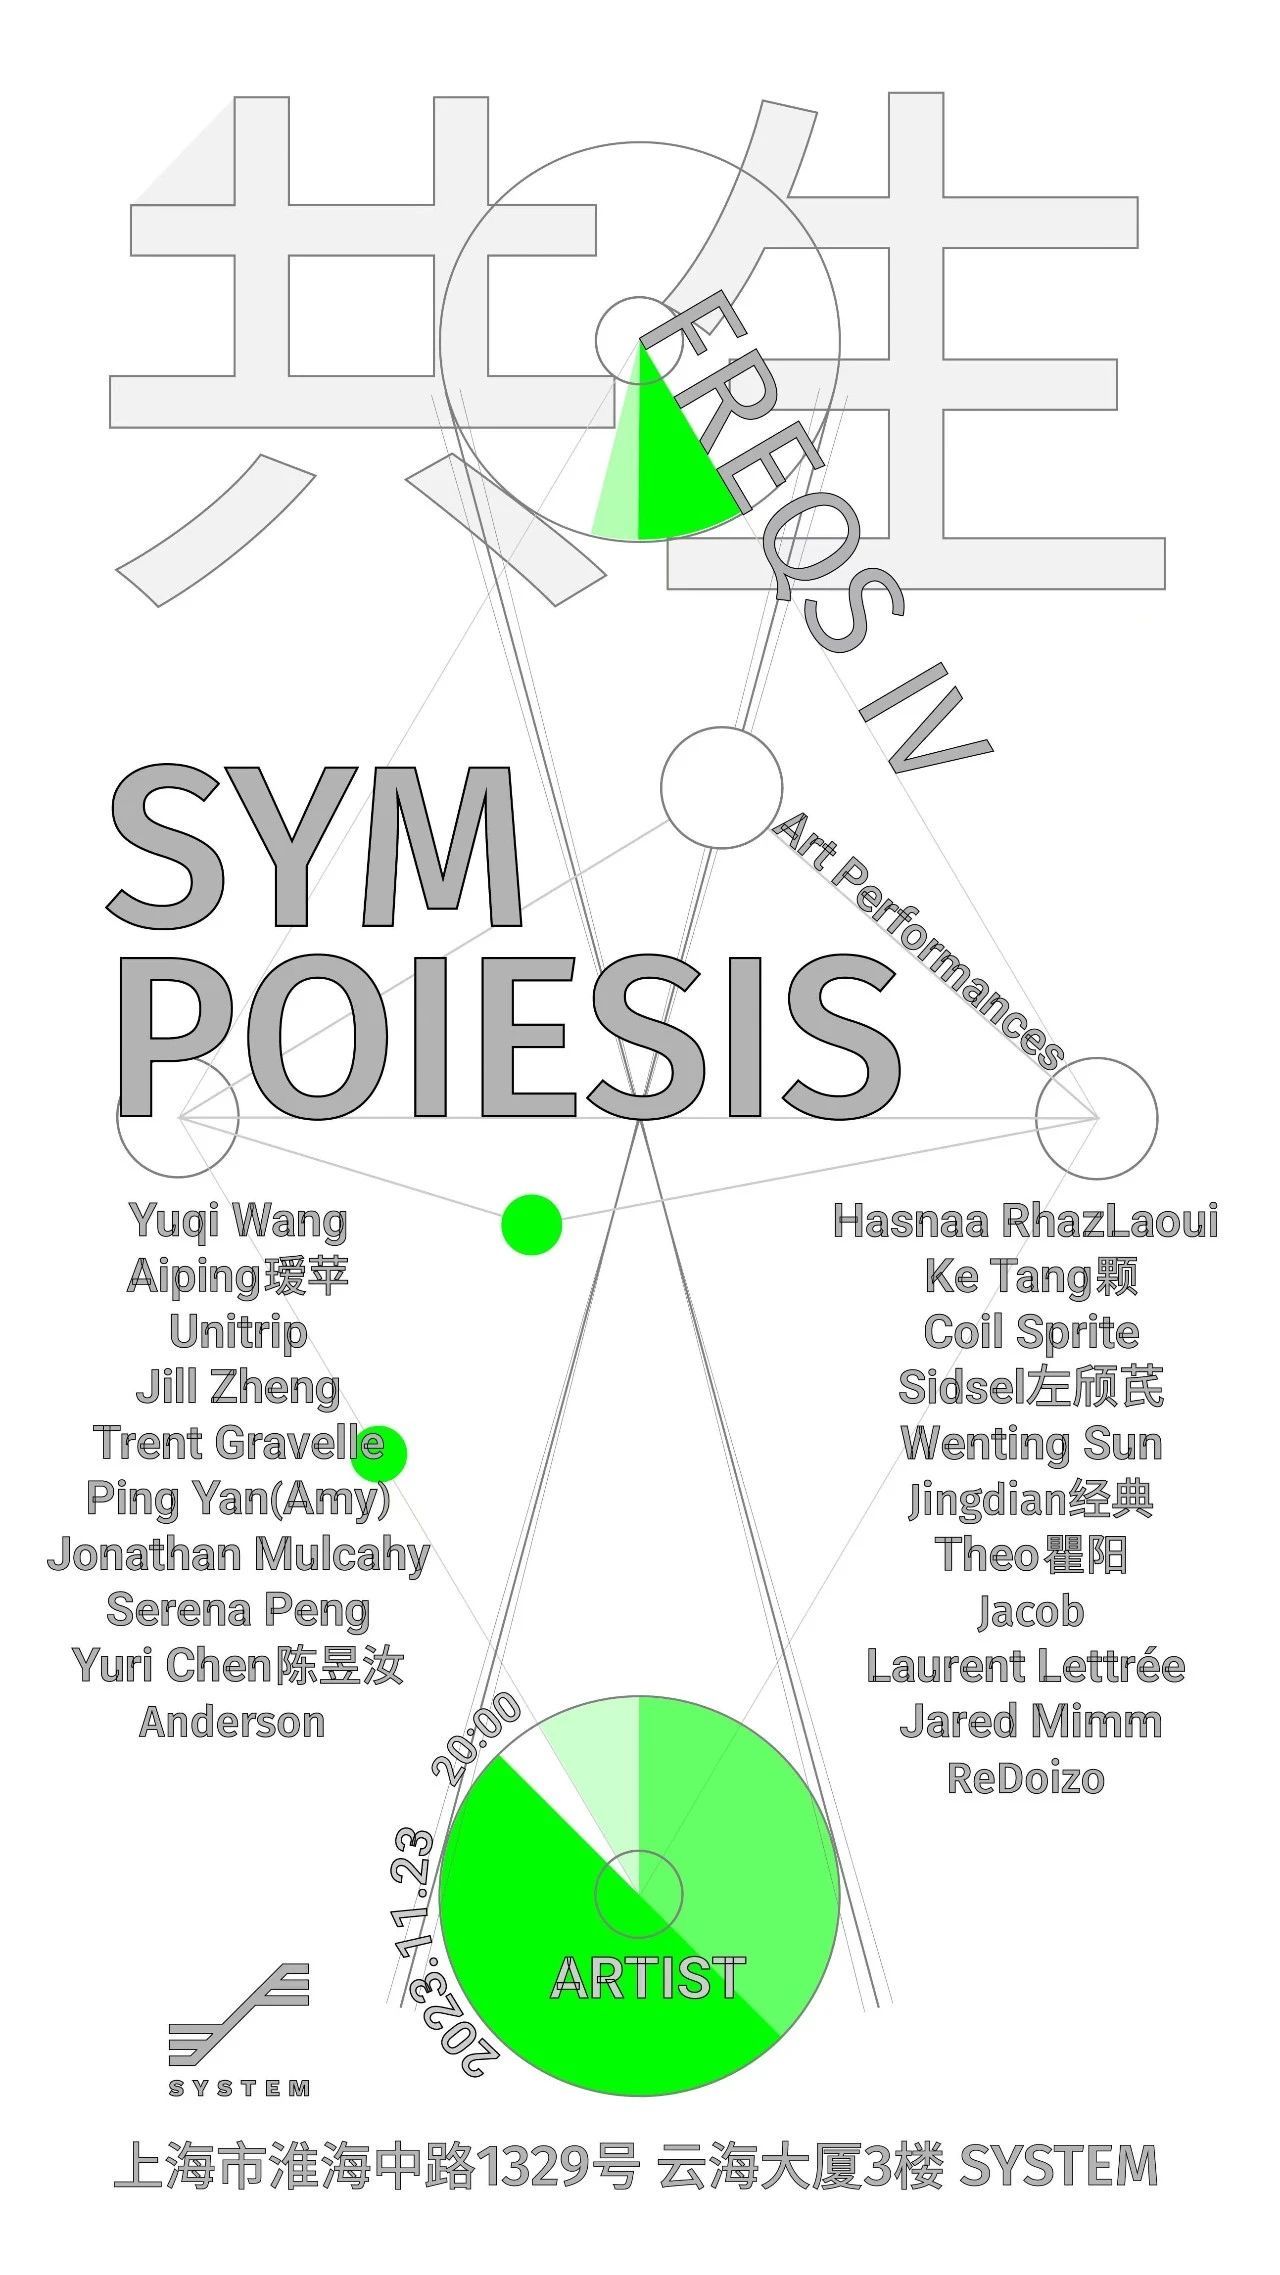 共生
FREQS IV
SYM
POIESIS
Art Performances
Yuqi Wang
Aiping瑷苹
Unitrip
Jill Zheng
Trent Gravelle
Ping Yan(Amy)
Jonathan Mulcahy
Serena Peng
Yuri Chen陈昱汝
Anderson
Hasnaa RhazLaoui
Ke Tang颗
Coil Sprite
Sidsel左颀芪
Wenting Sun
Jingdian经典
Theo瞿阳
Jacob
Laurent Lettrée
Jared Mimm
ReDoizo
2023.11.23
20:00
ARTIST
SYSTEM
上海市淮海中路1329号 云海大厦3楼 SYSTEM